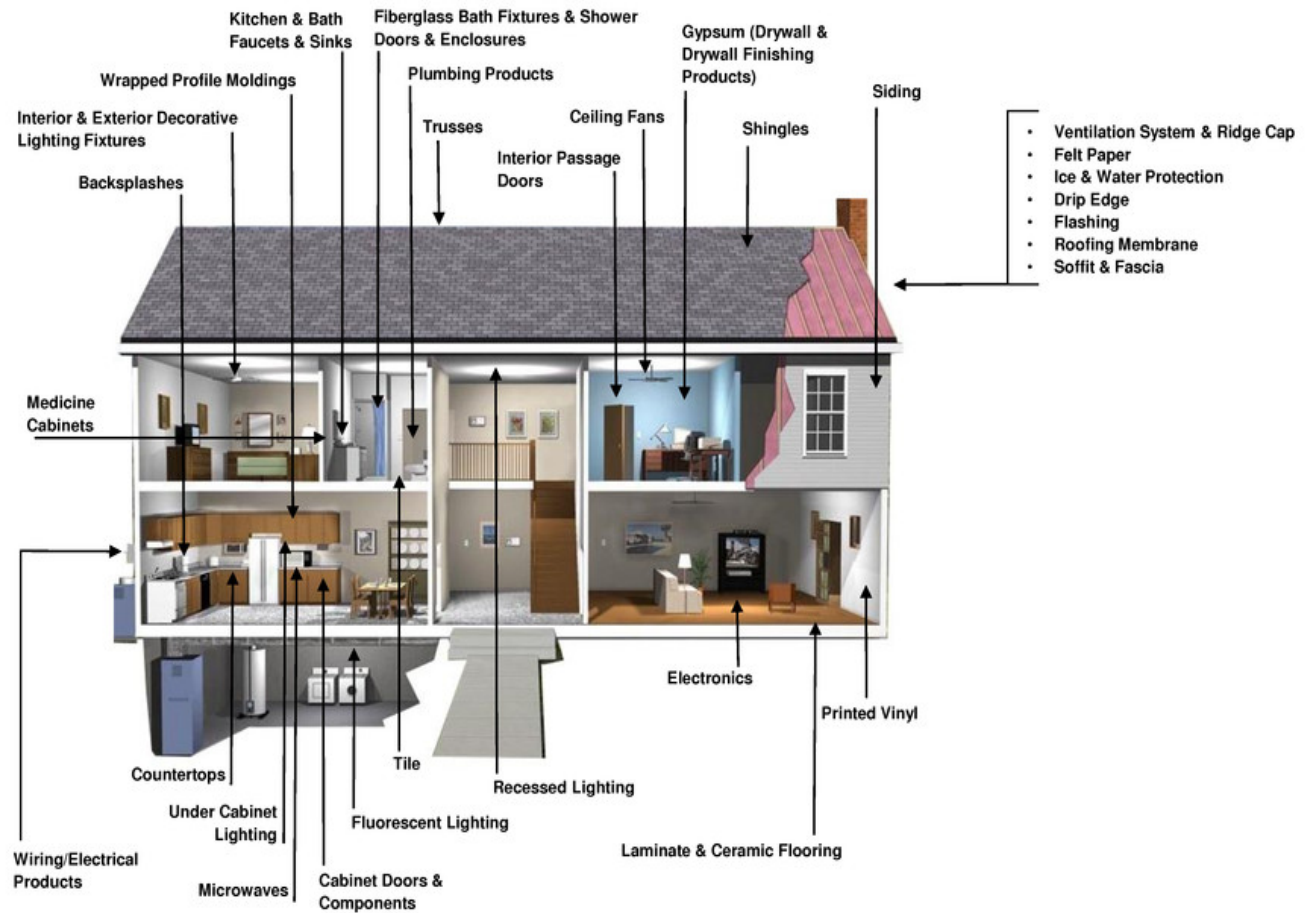 Kitchen & Bath
Faucets & Sinks
Fiberglass Bath Fixtures & Shower
Doors & Enclosures
Gypsum (Drywall &
Drywall Finishing
Products)
Wrapped Profile Moldings
Plumbing Products
Siding
Interior & Exterior Decorative
Lighting Fixtures
Trusses
Ceiling Fans
Shingles
Interior Passage
Doors
Backsplashes
• Ventilation System & Ridge Cap
• Felt Paper
• Ice & Water Protection
• Drip Edge
• Flashing
• Roofing Membrane
• Soffit & Fascia
Medicine
Cabinets
Electronics
Printed Vinyl
Tile
Countertops
Recessed Lighting
Under Cabinet
Lighting
Fluorescent Lighting
Laminate & Ceramic Flooring
Wiring/Electrical
Products
Microwaves
Cabinet Doors &
Components